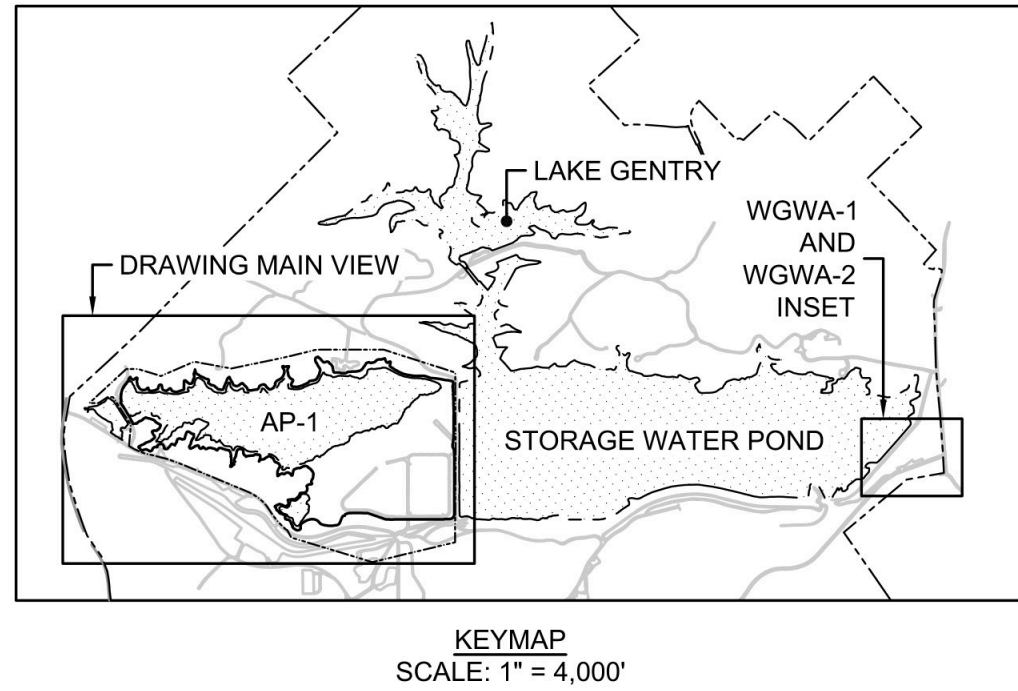 LAKE GENTRY
WGWA-1
AND
WGWA-2
INSET
DRAWING MAIN VIEW
AP-1
STORAGE WATER POND
KEYMAP
SCALE: 1" = 4,000'